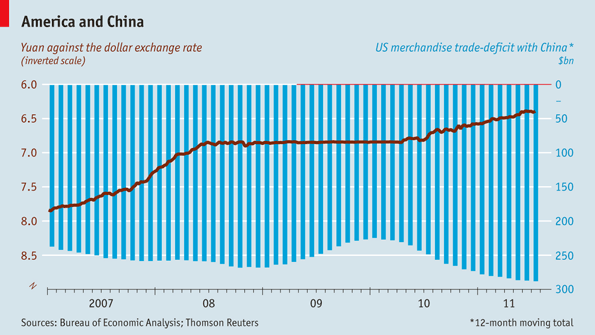 America and China
Yuan against the dollar exchange rate
(inverted scale)
US merchandise trade-deficit with China*
$bn
6.0
6.5
7.0
7.5
8.0
8.5
0
–
50
100
150
200
250
300
2007
08
09
10
11
Sources: Bureau of Economic Analysis; Thomson Reuters
*12-month moving total